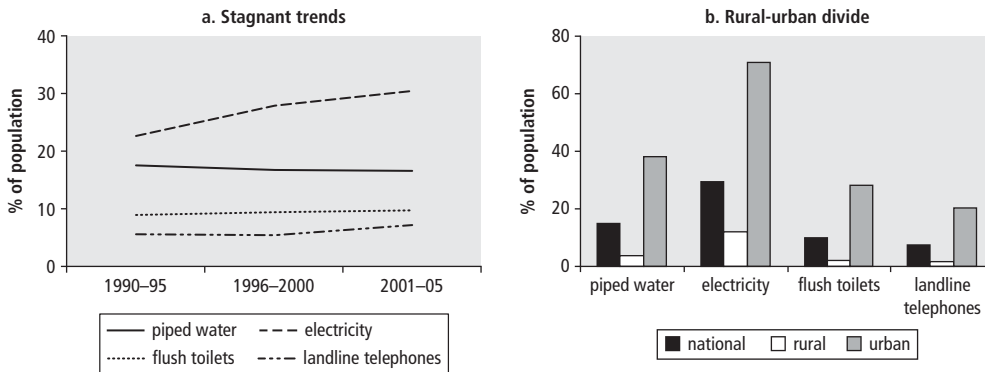 a. Stagnant trends
% of population
40
30
20
10
0
1990–95
1996–2000
2001–05
piped water
electricity
flush toilets
landline telephones
b. Rural-urban divide
% of population
80
60
40
20
0
piped water
electricity
flush toilets
landline
telephones
national
rural
urban